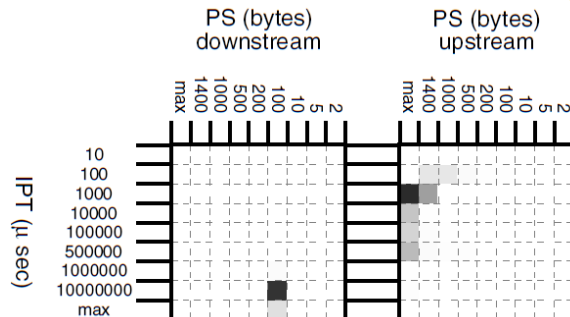 PS (bytes)
downstream
PS (bytes)
upstream
max 1400 1000 500 200 100 10 5 2
max 1400 1000 500 200 100 10 5 2
IPT (μ sec)
10
100
1000
10000
100000
500000
1000000
10000000
max